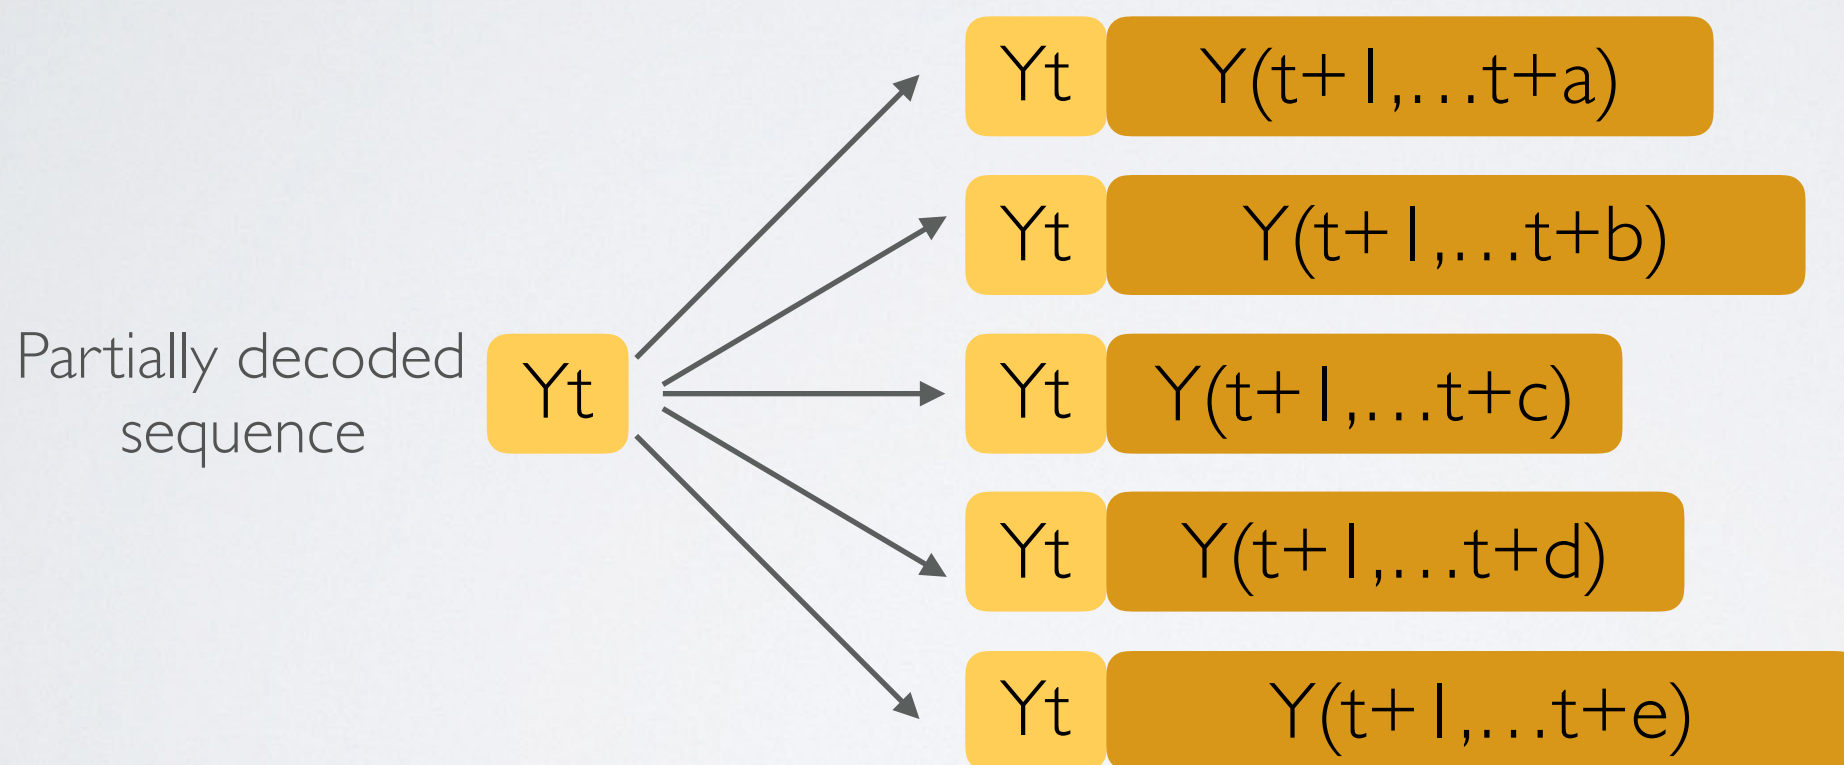 Yt Y(t+1,...t+a)
Yt Y(t+1,...t+b)
Partially decoded
sequence
Yt
Yt Y(t+1,...t+c)
Yt Y(t+1,...t+d)
Yt Y(t+1,...t+e)